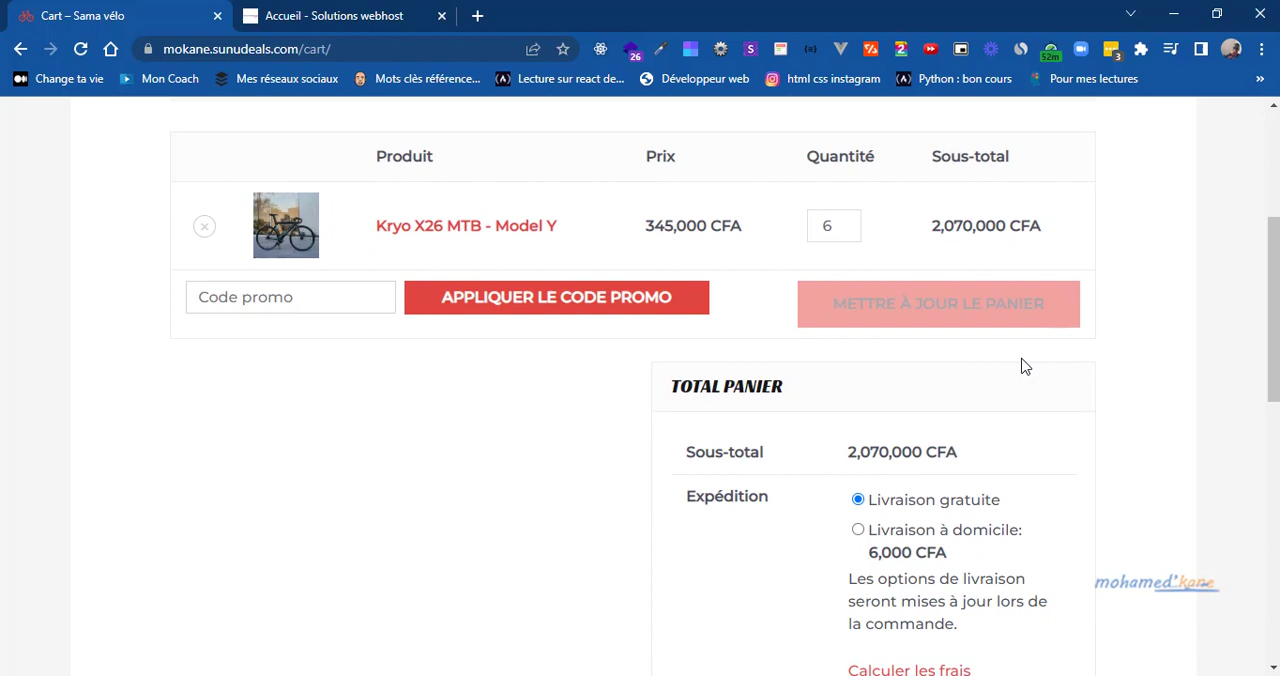 Cart – Sama vélo
Accueil - Solutions webhost
mokane.sunudeals.com/cart/
26
S
2
52m
3
Change ta vie
Mon Coach
Mes réseaux sociaux
Mots clés référence...
Lecture sur react de...
Développeur web
html css instagram
Python : bon cours
Pour mes lectures
»
Produit
Prix
Quantité
Sous-total
Kryo X26 MTB - Model Y
345,000 CFA
6
2,070,000 CFA
Code promo
APPLIQUER LE CODE PROMO
METTRE À JOUR LE PANIER
TOTAL PANIER
Sous-total
2,070,000 CFA
Expédition
Livraison gratuite
Livraison à domicile:
6,000 CFA
Les options de livraison
seront mises à jour lors de
la commande.
Calculer les frais
mohamed'kane